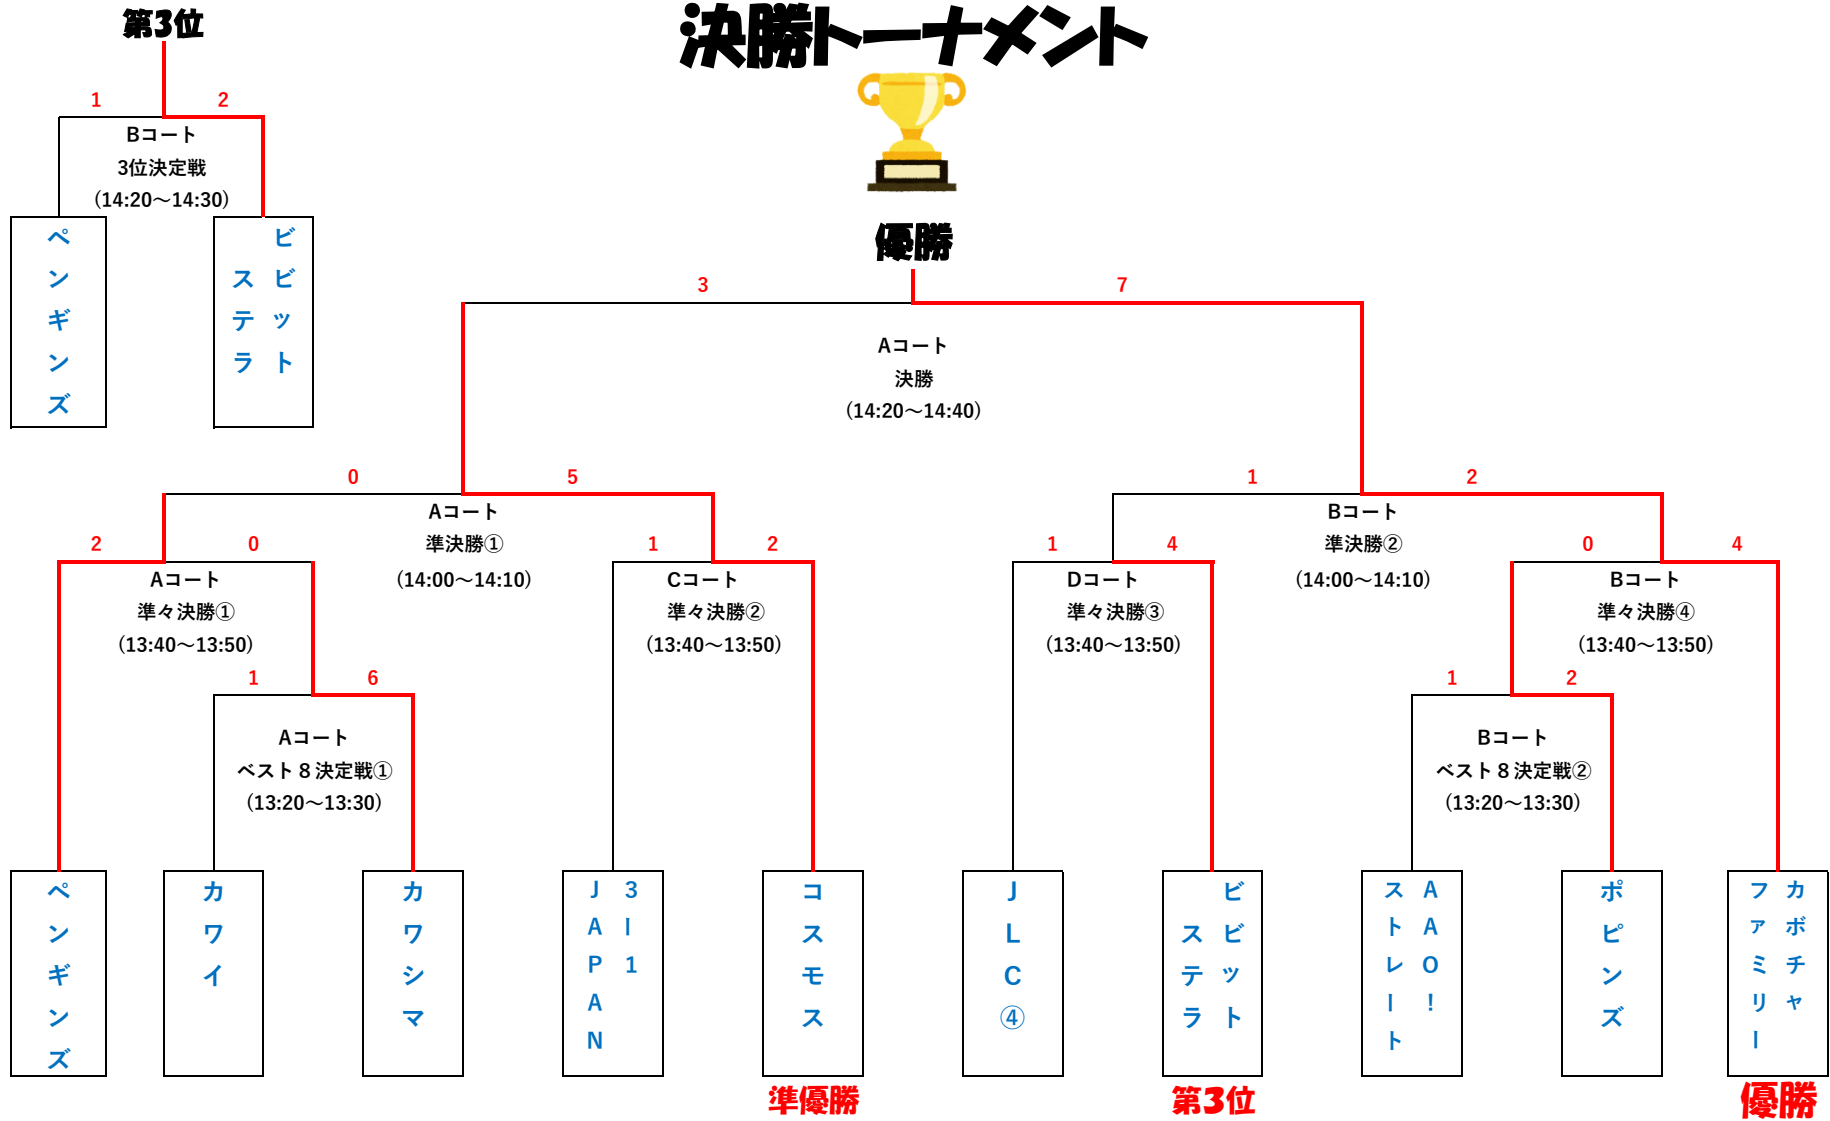 第3位
決勝トーナメント
1
2
Bコート
3位決定戦
（14:20～14:30）
ペンギンズ
ビビット
ステラ
優勝
3
7
Aコート
決勝
（14:20～14:40）
0
5
1
2
Aコート
準決勝①
（14:00～14:10）
Bコート
準決勝②
（14:00～14:10）
2
0
1
2
1
4
0
4
Aコート
準々決勝①
（13:40～13:50）
Cコート
準々決勝②
（13:40～13:50）
Dコート
準々決勝③
（13:40～13:50）
Bコート
準々決勝④
（13:40～13:50）
1
6
1
2
Aコート
ベスト８決定戦①
（13:20～13:30）
Bコート
ベスト８決定戦②
（13:20～13:30）
ペンギンズ
カワイ
カワシマ
3ー1
JAPAN
コスモス
JLC④
ビビット
ステラ
AAO!
ストレート
ポピンズ
カボチャ
ファミリー
準優勝
第3位
優勝